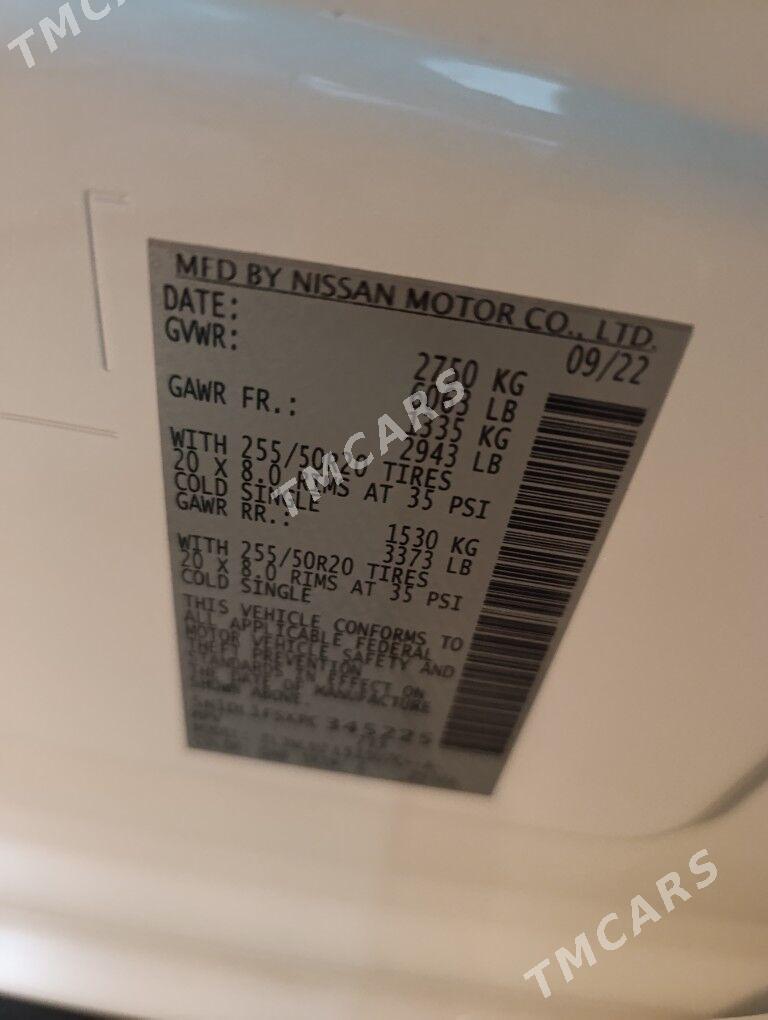 TMCARS
MFD BY NISSAN MOTOR CO., LTD.
DATE: 09/22
GVWR: 2750 KG
6063 LB
GAWR FR.: 1335 KG
2943 LB
WITH 255/50R20 TIRES
20 X 8.0 RIMS AT 35 PSI
COLD SINGLE
GAWR RR.: 1530 KG
3373 LB
WITH 255/50R20 TIRES
20 X 8.0 RIMS AT 35 PSI
COLD SINGLE
THIS VEHICLE CONFORMS TO
ALL APPLICABLE FEDERAL
MOTOR VEHICLE SAFETY AND
THEFT PREVENTION
STANDARDS IN EFFECT ON
THE DATE OF MANUFACTURE
SHOWN ABOVE.
345225
TMCARS
TMCARS